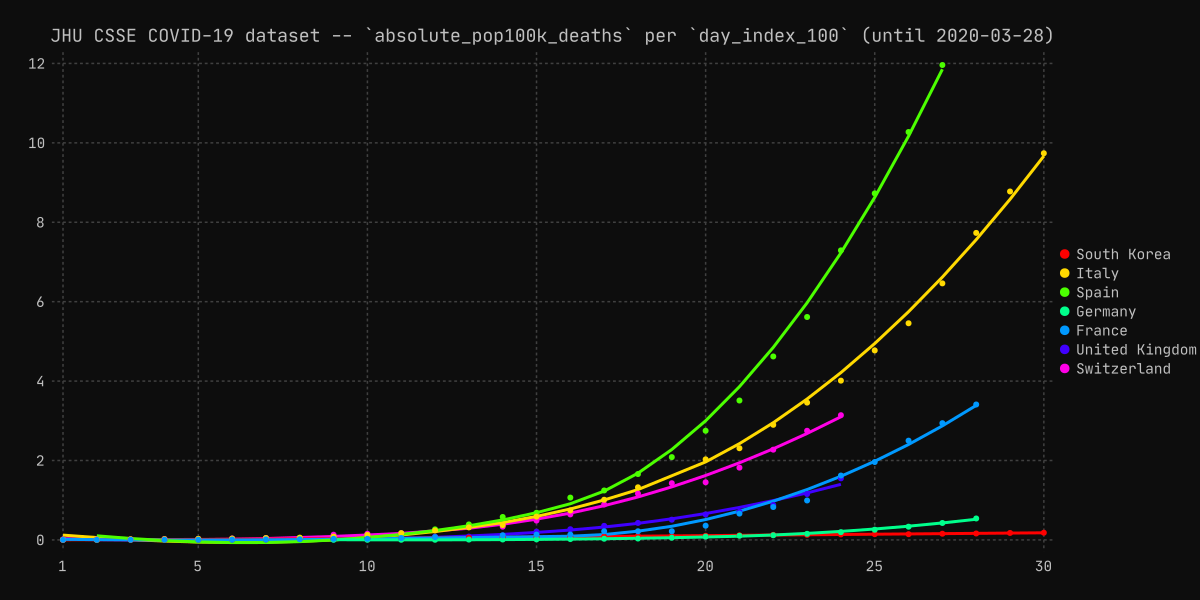 JHU CSSE COVID-19 dataset -- `absolute_pop100k_deaths` per `day_index_100` (until 2020-03-28)
12
10
8
6
4
2
0
1 5 10 15 20 25 30
South Korea
Italy
Spain
Germany
France
United Kingdom
Switzerland